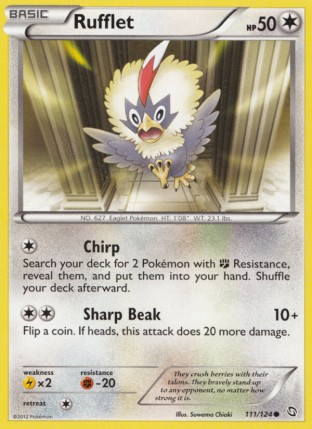 BASIC
Rufflet HP 50
NO. 627 Eaglet Pokémon HT. 1'08" WT. 23.1 lbs.
Chirp
Search your deck for 2 Pokémon with Resistance,
reveal them, and put them into your hand. Shuffle
your deck afterward.
Sharp Beak 10+
Flip a coin. If heads, this attack does 20 more damage.
weakness resistance
×2 -20
retreat
They crush berries with their
talons. They bravely stand up
to any opponent, no matter how
strong it is.
©2012 Pokémon
Illus. Suwama Chiaki
111/124